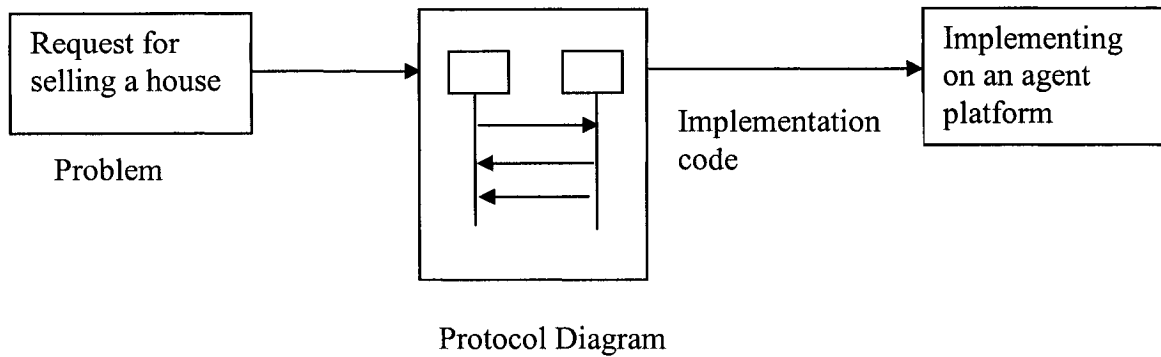 Request for
selling a house
Problem
Protocol Diagram
Implementation
code
Implementing
on an agent
platform